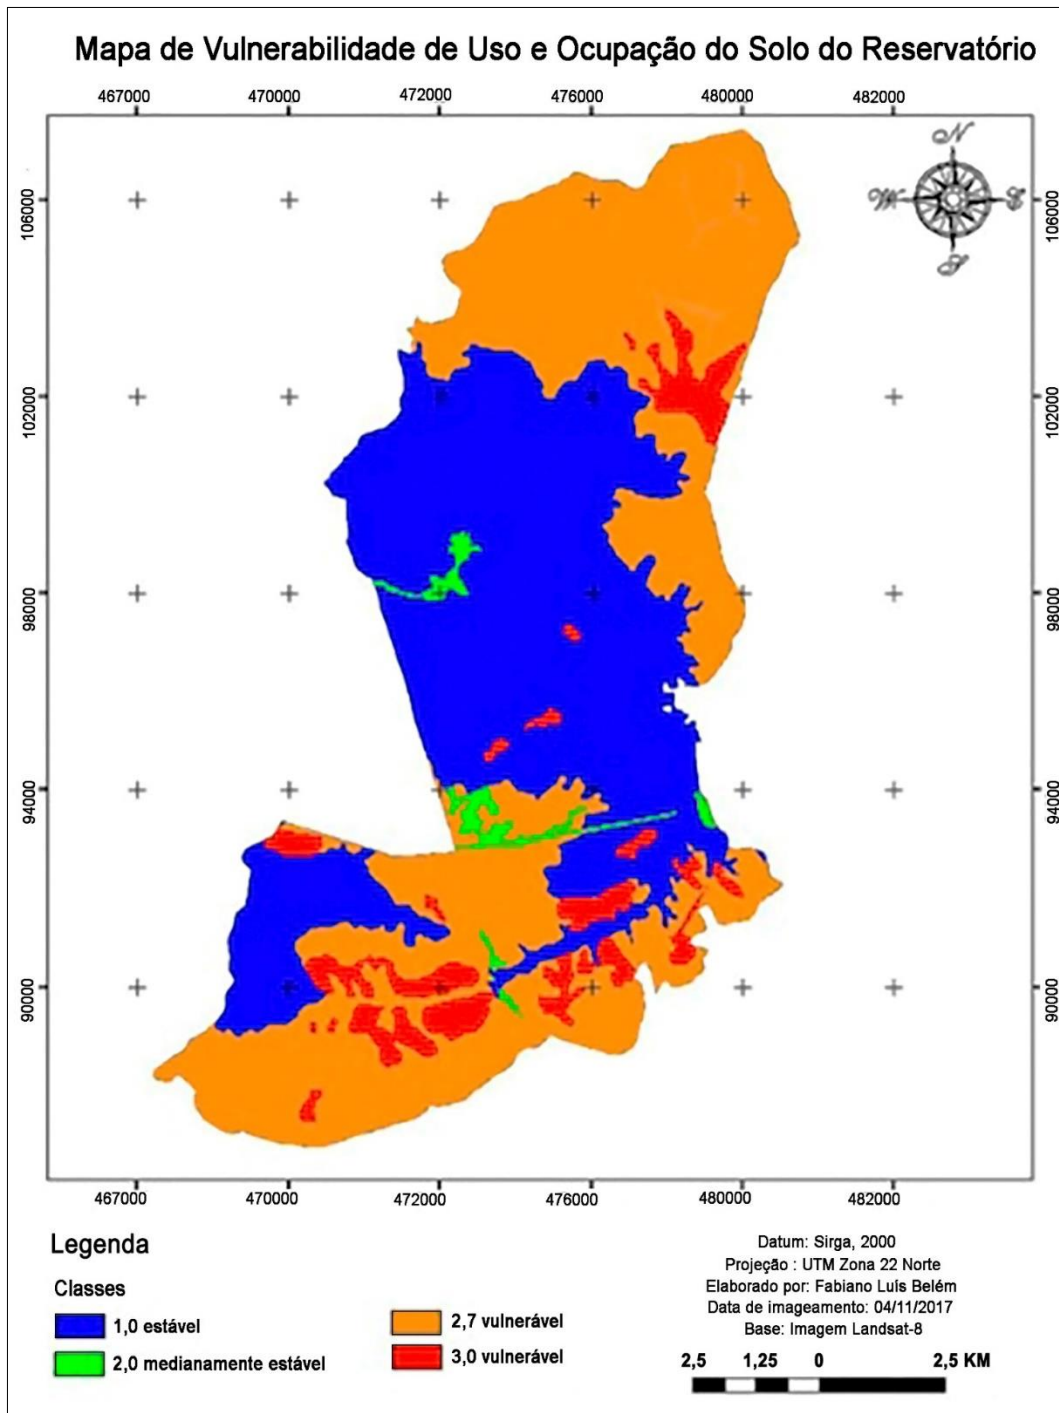 Mapa de Vulnerabilidade de Uso e Ocupação do Solo do Reservatório
467000 470000 472000 476000 480000 482000
N
W E
S
106000 106000
102000 102000
98000 98000
94000 94000
90000 90000
467000 470000 472000 476000 480000 482000
Legenda
Classes
1,0 estável
2,0 medianamente estável
2,7 vulnerável
3,0 vulnerável
Datum: Sirga, 2000
Projeção : UTM Zona 22 Norte
Elaborado por: Fabiano Luís Belém
Data de imageamento: 04/11/2017
Base: Imagem Landsat-8
2,5 1,25 0 2,5 KM